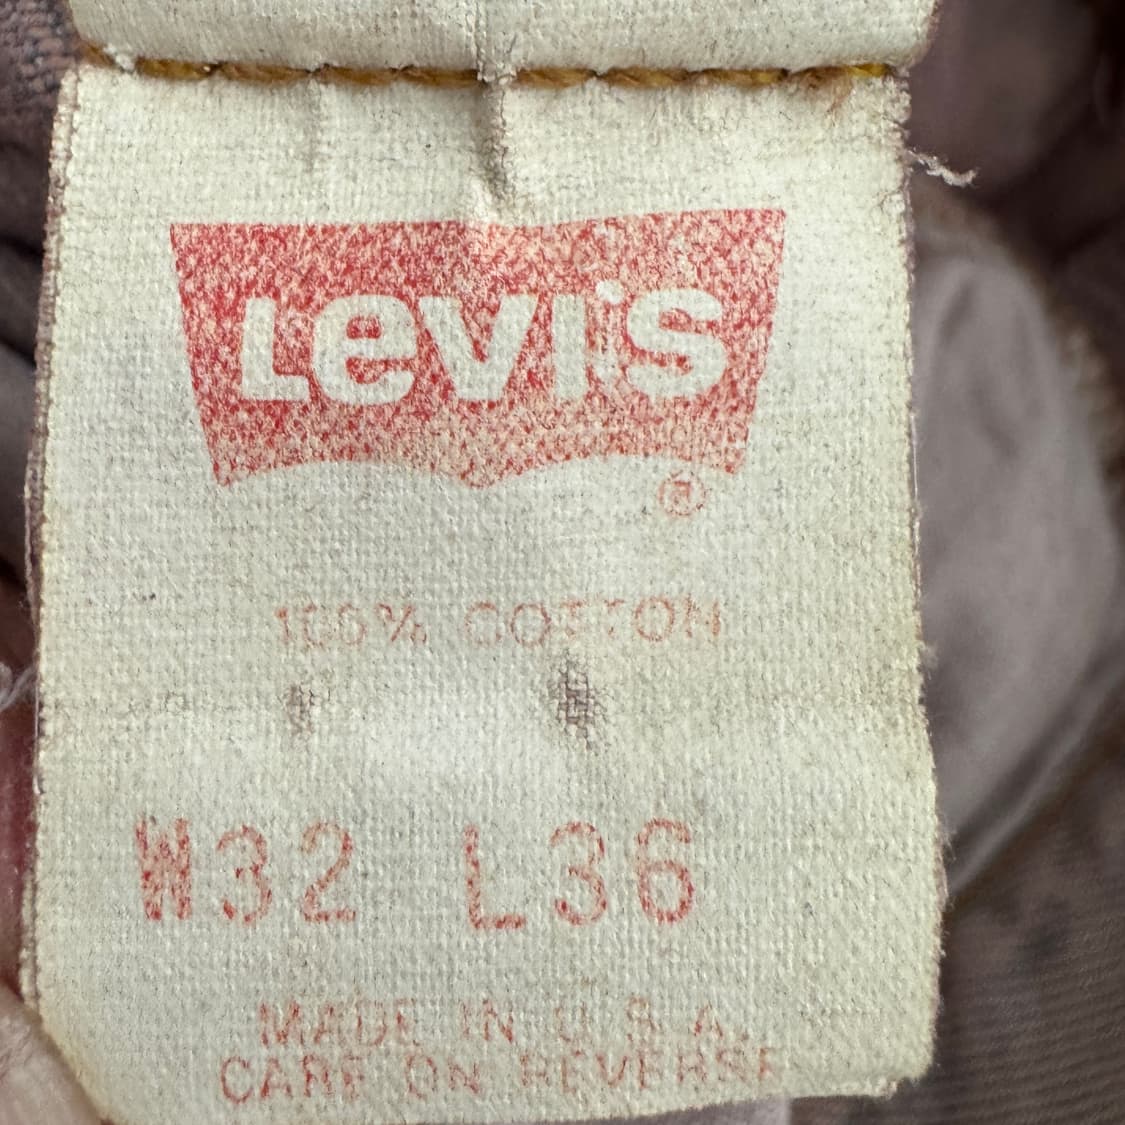 Levi's
®
100% COTTON
W32 L36
MADE IN U.S.A.
CARE ON REVERSE